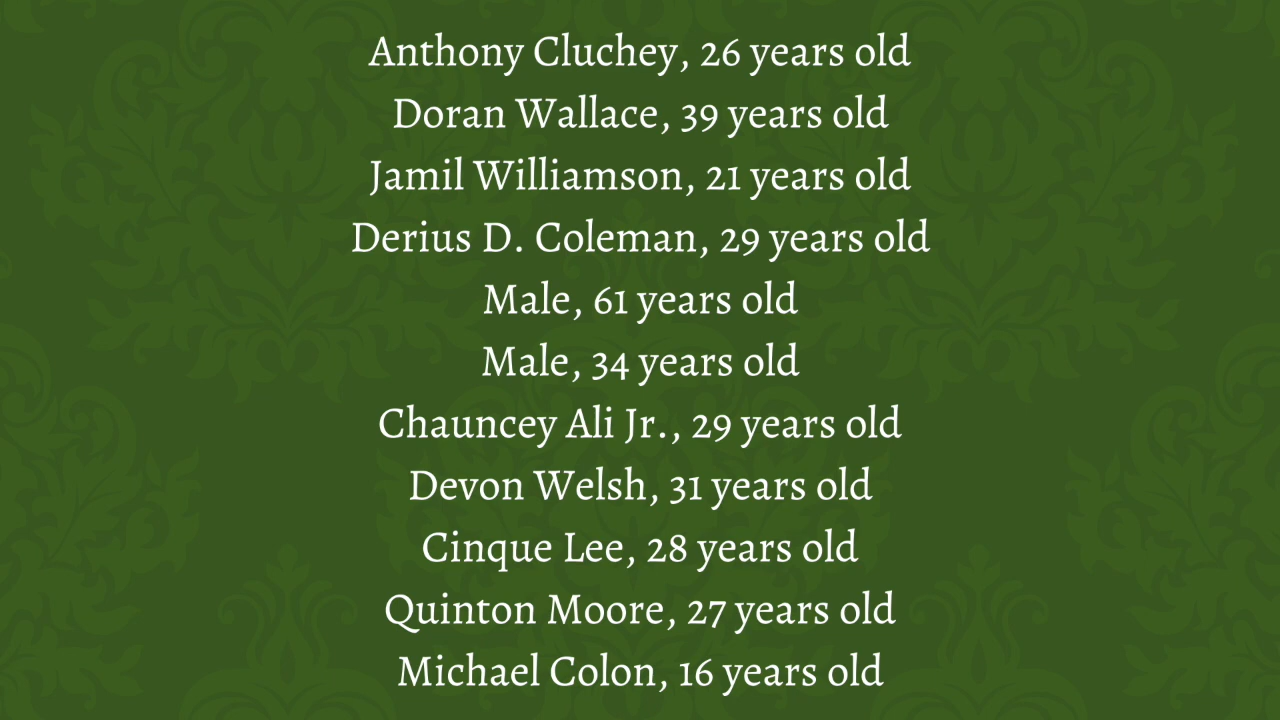 Anthony Cluchey, 26 years old
Doran Wallace, 39 years old
Jamil Williamson, 21 years old
Derius D. Coleman, 29 years old
Male, 61 years old
Male, 34 years old
Chauncey Ali Jr., 29 years old
Devon Welsh, 31 years old
Cinque Lee, 28 years old
Quinton Moore, 27 years old
Michael Colon, 16 years old